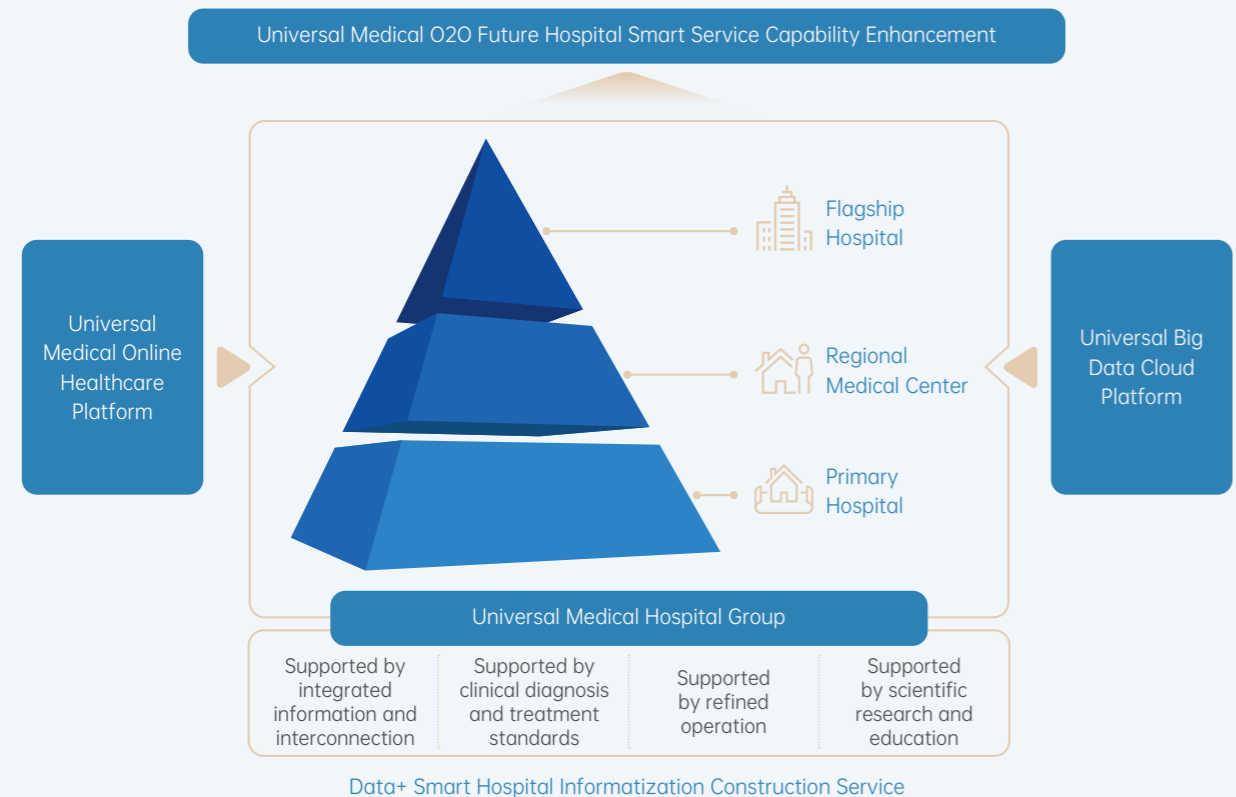 Universal Medical O2O Future Hospital Smart Service Capability Enhancement
Flagship
Hospital
Universal
Medical Online
Healthcare
Platform
Regional
Medical Center
Universal Big
Data Cloud
Platform
Primary
Hospital
Universal Medical Hospital Group
Supported by
integrated
information and
interconnection
Supported by
clinical diagnosis
and treatment
standards
Supported
by refined
operation
Supported
by scientific
research and
education
Data+ Smart Hospital Informatization Construction Service